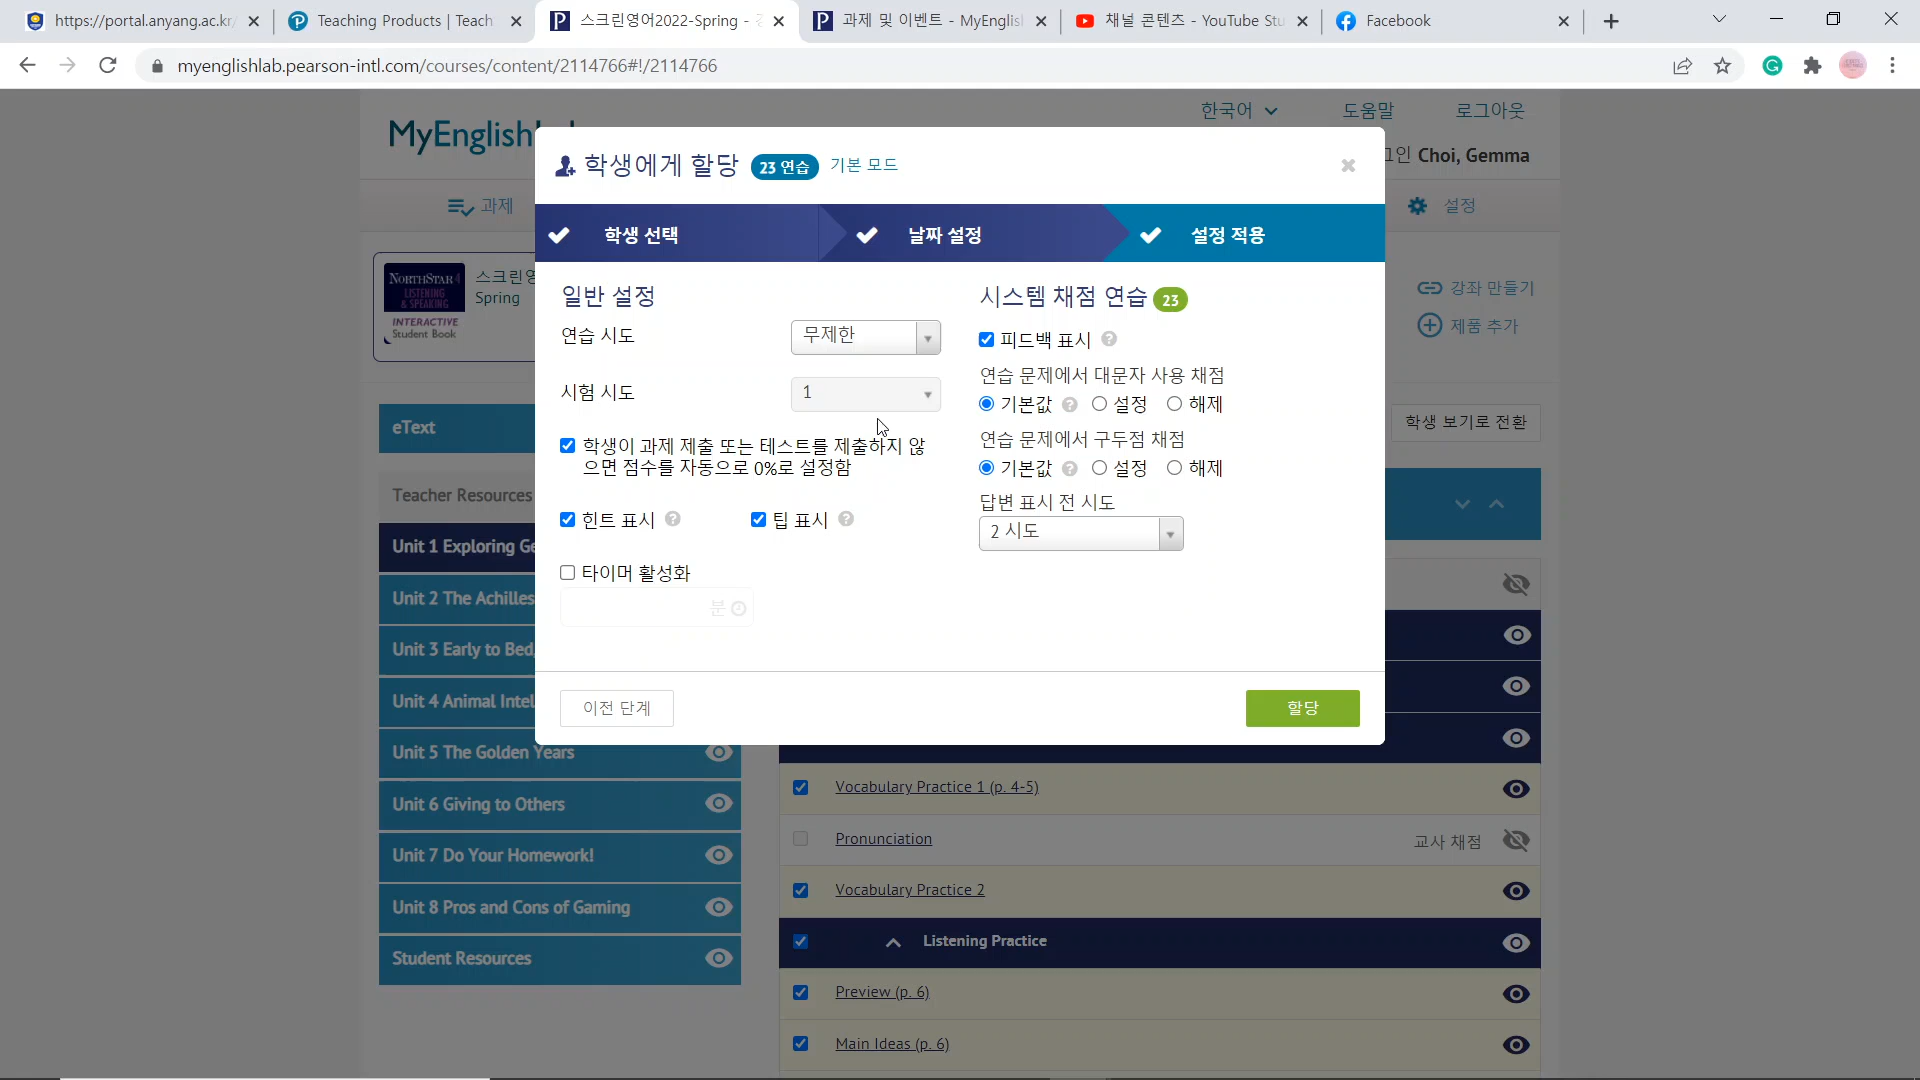 https://portal.anyang.ac.kr/
Teaching Products | Teach
스크린영어2022-Spring -
과제 및 이벤트 - MyEnglish
채널 콘텐츠 - YouTube Stu
Facebook
myenglishlab.pearson-intl.com/courses/content/2114766#!/2114766
한국어
도움말
로그아웃
MyEnglish
Choi, Gemma
과제
설정
학생에게 할당
23 연습
기본 모드
학생 선택
날짜 설정
설정 적용
NORTHSTAR 4
LISTENING
& SPEAKING
INTERACTIVE
Student Book
스크린영
Spring
강좌 만들기
제품 추가
학생 보기로 전환
일반 설정
연습 시도
무제한
시험 시도
1
학생이 과제 제출 또는 테스트를 제출하지 않
으면 점수를 자동으로 0%로 설정함
힌트 표시 ?
팁 표시 ?
타이머 활성화
분
시스템 채점 연습 23
피드백 표시 ?
연습 문제에서 대문자 사용 채점
기본값 ? 설정 해제
연습 문제에서 구두점 채점
기본값 ? 설정 해제
답변 표시 전 시도
2 시도
이전 단계
할당
eText
Teacher Resources
Unit 1 Exploring Ge
Unit 2 The Achilles
Unit 3 Early to Bed,
Unit 4 Animal Intel
Unit 5 The Golden Years
Unit 6 Giving to Others
Unit 7 Do Your Homework!
Unit 8 Pros and Cons of Gaming
Student Resources
Vocabulary Practice 1 (p. 4-5)
Pronunciation
교사 채점
Vocabulary Practice 2
Listening Practice
Preview (p. 6)
Main Ideas (p. 6)